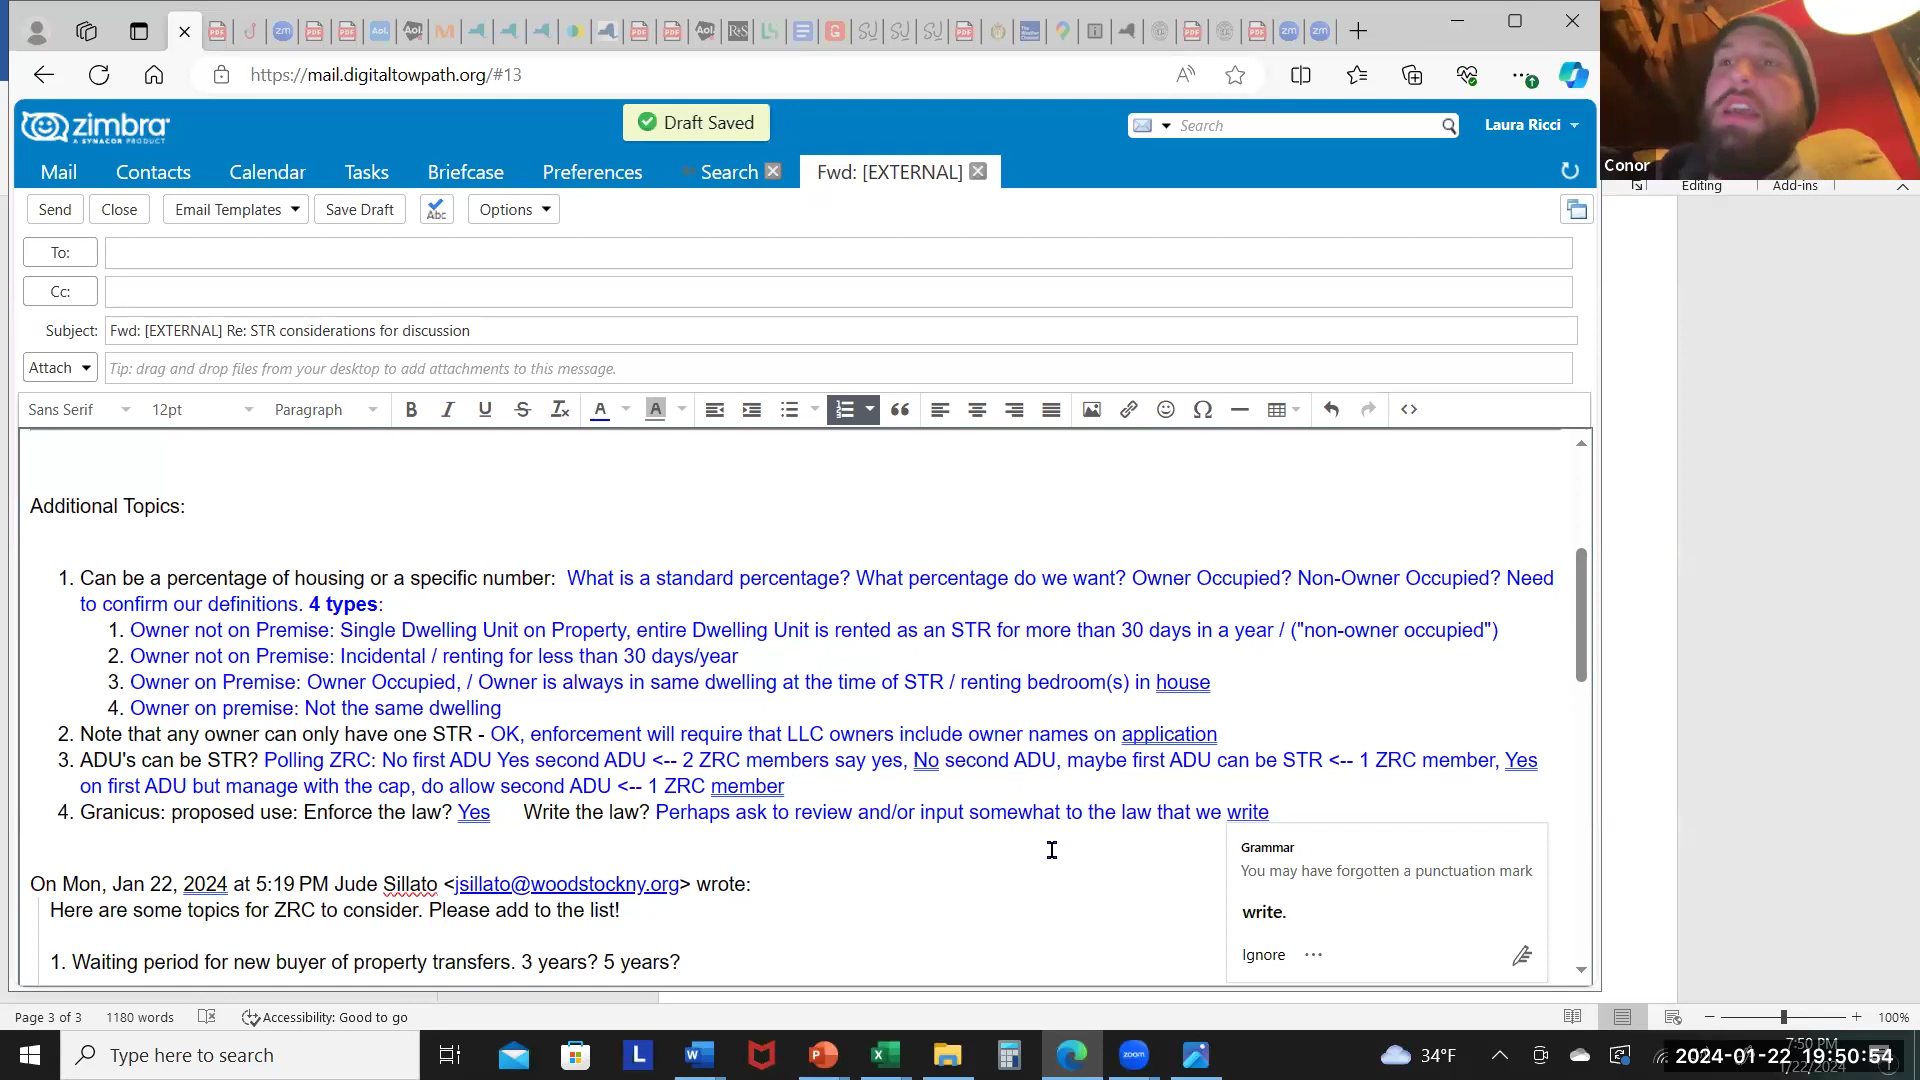 https://mail.digitaltowpath.org/#13
zimbra
A SYNACOR PRODUCT
Draft Saved
Search
Laura Ricci
Conor
Mail Contacts Calendar Tasks Briefcase Preferences Search Fwd: [EXTERNAL]
Editing Add-ins
Send Close Email Templates Save Draft Abc Options
To:
Cc:
Subject: Fwd: [EXTERNAL] Re: STR considerations for discussion
Attach Tip: drag and drop files from your desktop to add attachments to this message.
Sans Serif 12pt Paragraph
Additional Topics:
1. Can be a percentage of housing or a specific number: What is a standard percentage? What percentage do we want? Owner Occupied? Non-Owner Occupied? Need
to confirm our definitions. 4 types:
1. Owner not on Premise: Single Dwelling Unit on Property, entire Dwelling Unit is rented as an STR for more than 30 days in a year / ("non-owner occupied")
2. Owner not on Premise: Incidental / renting for less than 30 days/year
3. Owner on Premise: Owner Occupied, / Owner is always in same dwelling at the time of STR / renting bedroom(s) in house
4. Owner on premise: Not the same dwelling
2. Note that any owner can only have one STR - OK, enforcement will require that LLC owners include owner names on application
3. ADU's can be STR? Polling ZRC: No first ADU Yes second ADU <-- 2 ZRC members say yes, No second ADU, maybe first ADU can be STR <-- 1 ZRC member, Yes
on first ADU but manage with the cap, do allow second ADU <-- 1 ZRC member
4. Granicus: proposed use: Enforce the law? Yes Write the law? Perhaps ask to review and/or input somewhat to the law that we write
Grammar
You may have forgotten a punctuation mark
write.
Ignore
On Mon, Jan 22, 2024 at 5:19 PM Jude Sillato <jsillato@woodstockny.org> wrote:
Here are some topics for ZRC to consider. Please add to the list!
1. Waiting period for new buyer of property transfers. 3 years? 5 years?
Page 3 of 3 1180 words Accessibility: Good to go 100%
Type here to search
34°F
7:50 PM
2024-01-22 19:50:54